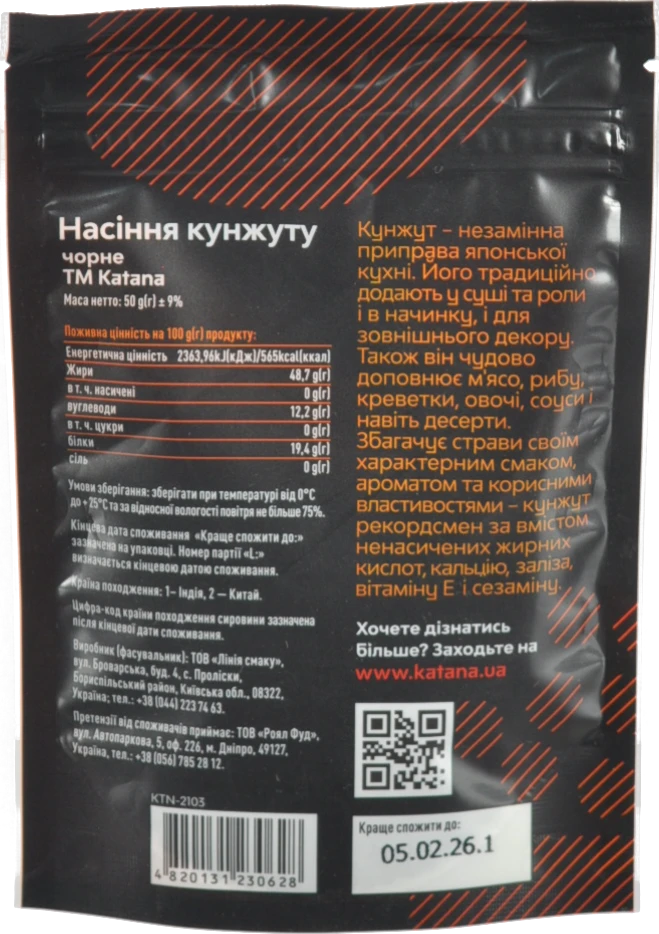 Насіння кунжуту
чорне
ТМ Katana
Маса нетто: 50 g(г) ± 9%
Поживна цінність на 100 g(г) продукту:
Енергетична цінність 2363,96kJ(кДж)/565kcal(ккал)
Жири 48,7 g(г)
в т. ч. насичені 0 g(г)
вуглеводи 12,2 g(г)
в т. ч. цукри 0 g(г)
білки 19,4 g(г)
сіль 0 g(г)
Умови зберігання: зберігати при температурі від 0°С
до + 25°С та за відносної вологості повітря не більше 75%.
Кінцева дата споживання «Краще спожити до:»
зазначена на упаковці. Номер партії «L:»
визначається кінцевою датою споживання.
Країна походження: 1– Індія, 2 — Китай.
Цифра-код країни походження сировини зазначена
після кінцевої дати споживання.
Виробник (фасувальник): ТОВ «Лінія смаку»,
вул. Броварська, буд. 4, с. Проліски,
Бориспільський район, Київська обл., 08322,
Україна; тел.: +38 (044) 223 74 63.
Претензії від споживачів приймає: ТОВ «Роял Фуд»,
вул. Автопаркова, 5, оф. 226, м. Дніпро, 49127,
Україна, тел.: +38 (056) 785 28 12.
KTN-2103
4 820131 230628
Кунжут – незамінна
приправа японської
кухні. Його традиційно
додають у суші та роли
і в начинку, і для
зовнішнього декору.
Також він чудово
доповнює м'ясо, рибу,
креветки, овочі, соуси і
навіть десерти.
Збагачує страви своїм
характерним смаком,
ароматом та корисними
властивостями – кунжут
рекордсмен за вмістом
ненасичених жирних
кислот, кальцію, заліза,
вітаміну Е і сезаміну.
Хочете дізнатись
більше? Заходьте на
www.katana.ua
Краще спожити до:
05.02.26.1